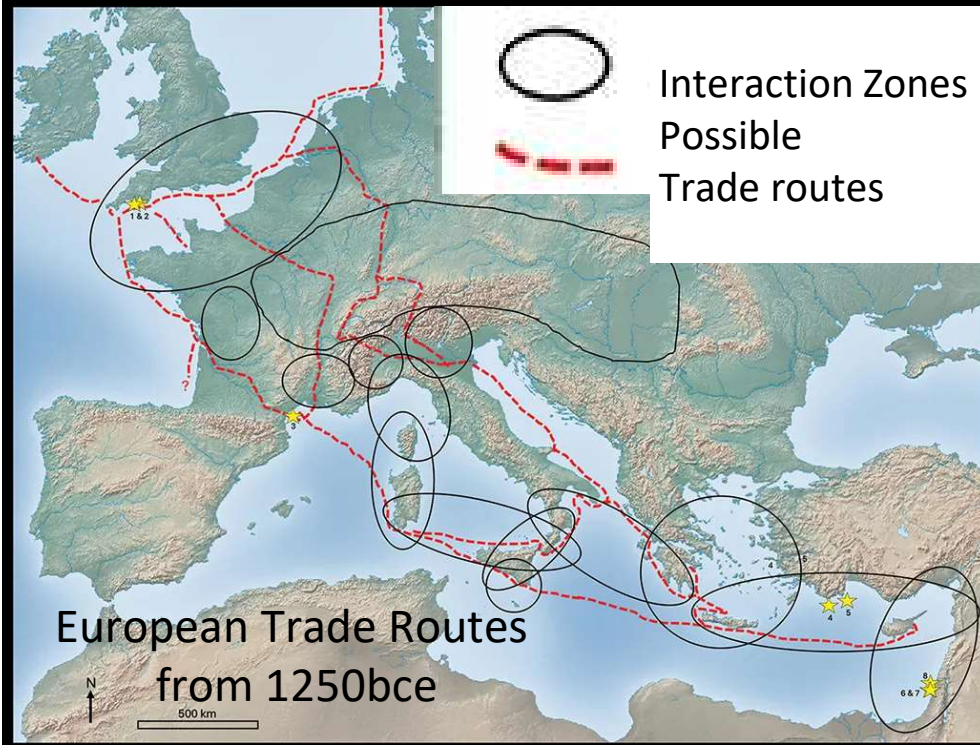 Interaction Zones
Possible
Trade routes
1 & 2
?
3
4
5
4
5
8
6 & 7
European Trade Routes
from 1250bce
N
500 km